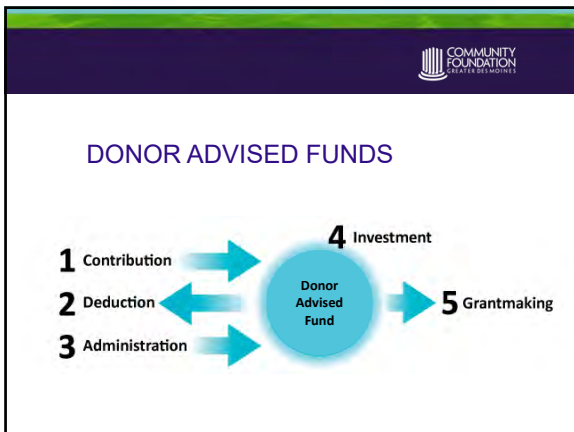 COMMUNITY
FOUNDATION
GREATER DES MOINES
DONOR ADVISED FUNDS
4 Investment
1 Contribution
2 Deduction
3 Administration
Donor
Advised
Fund
5 Grantmaking